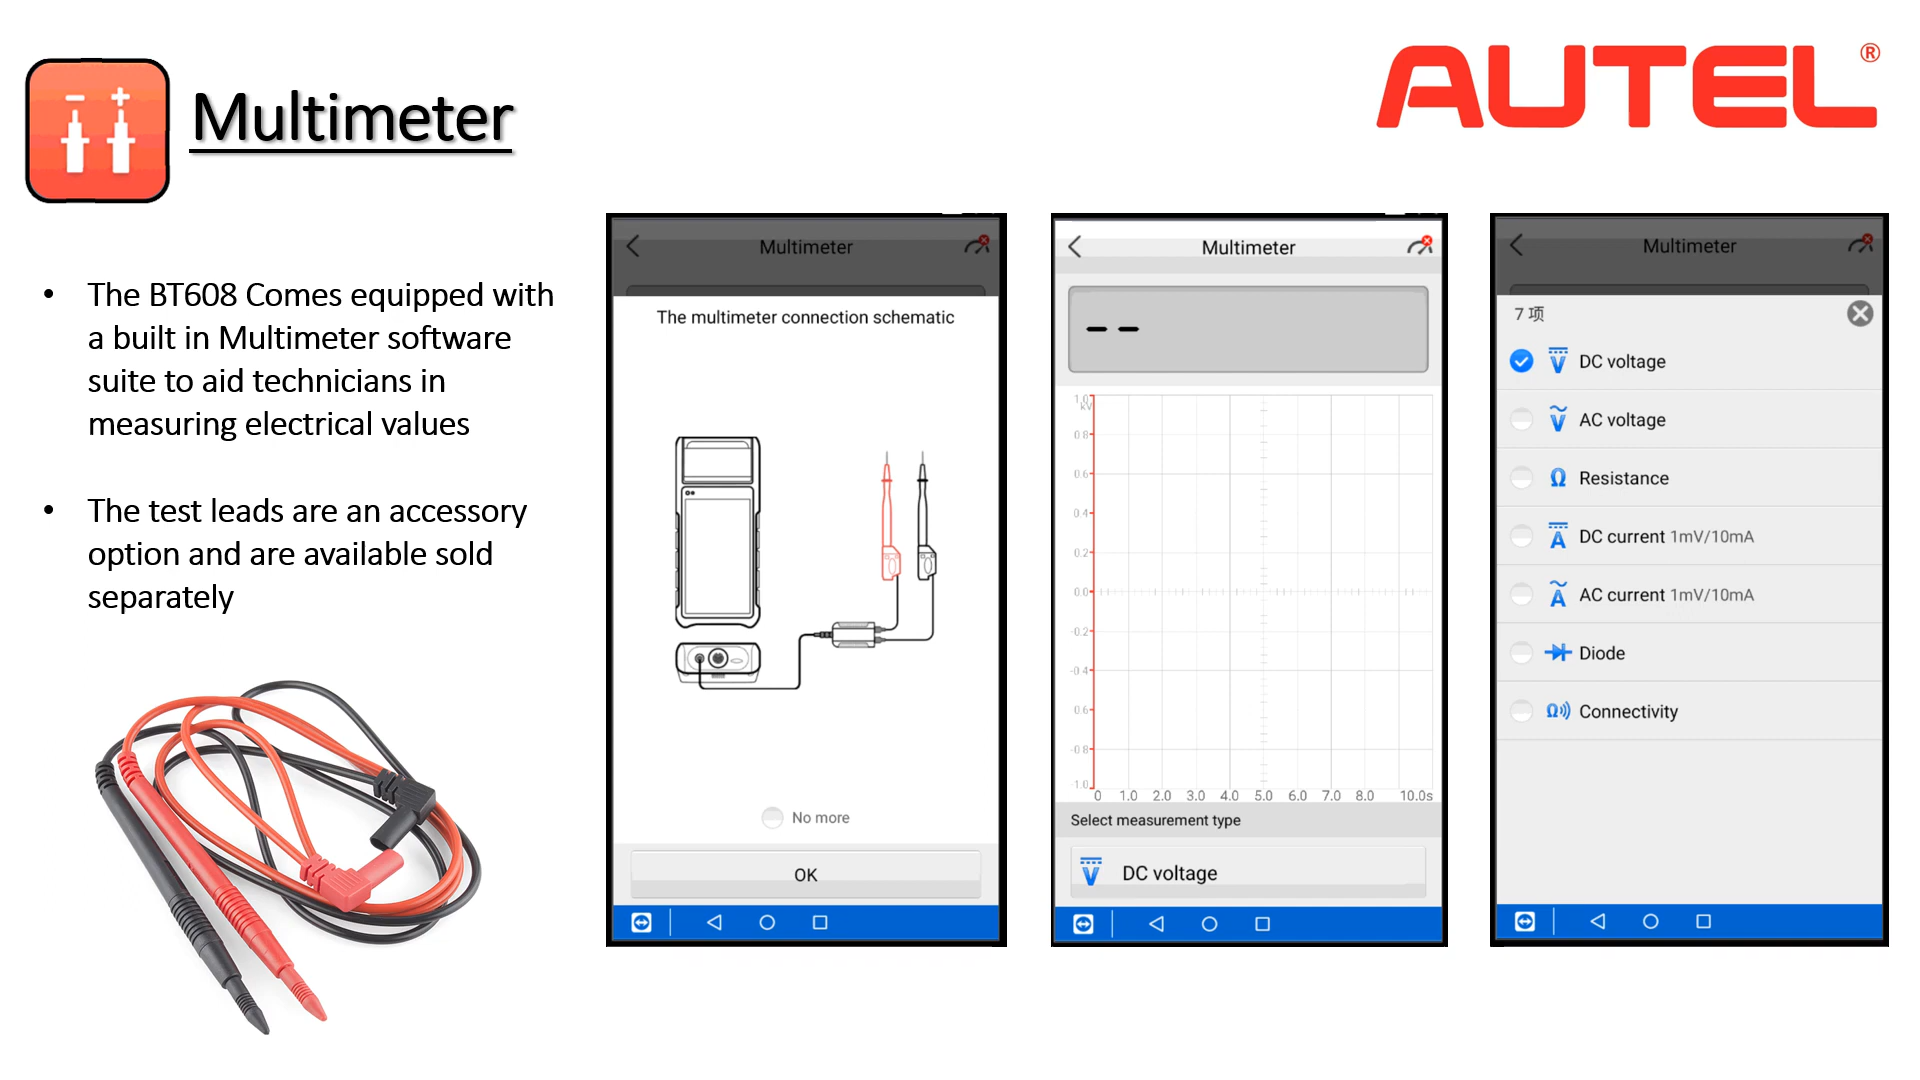 Multimeter
AUTEL®
• The BT608 Comes equipped with
a built in Multimeter software
suite to aid technicians in
measuring electrical values
• The test leads are an accessory
option and are available sold
separately
Multimeter
The multimeter connection schematic
No more
OK
Multimeter
– –
1.0
kV
0.8
0.6
0.4
0.2
0.0
-0.2
-0.4
0.6
-0.8
-1.0
0 1.0 2.0 3.0 4.0 5.0 6.0 7.0 8.0 10.0s
Select measurement type
DC voltage
Multimeter
7 项
DC voltage
AC voltage
Resistance
DC current 1mV/10mA
AC current 1mV/10mA
Diode
Connectivity